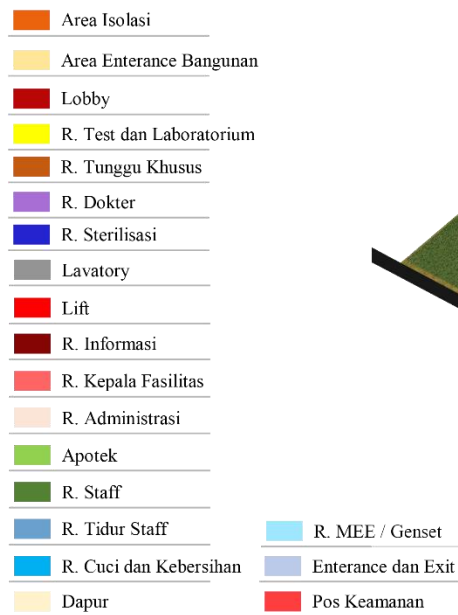 Area Isolasi
Area Enterance Bangunan
Lobby
R. Test dan Laboratorium
R. Tunggu Khusus
R. Dokter
R. Sterilisasi
Lavatory
Lift
R. Informasi
R. Kepala Fasilitas
R. Administrasi
Apotek
R. Staff
R. Tidur Staff
R. Cuci dan Kebersihan
Dapur
R. MEE / Genset
Enterance dan Exit
Pos Keamanan